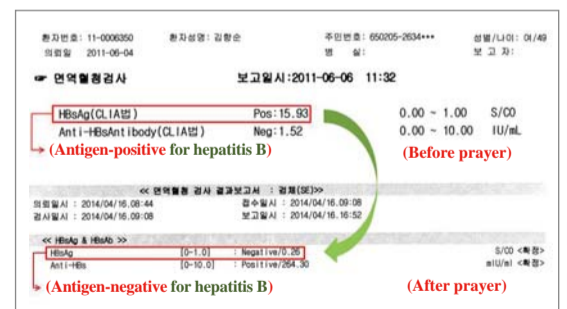 환자번호: 11-0006350 환자성명: 김향순 주민번호: 650205-2634*** 성별/나이: 여/49
의뢰일 2011-06-04 병 실: 보 고 자:
☞ 면역혈청검사 보고일시:2011-06-06 11:32
HBsAg(CLIA법) Pos:15.93 0.00 ~ 1.00 S/CO
Anti-HBsAntibody(CLIA법) Neg:1.52 0.00 ~ 10.00 IU/mL
(Antigen-positive for hepatitis B) (Before prayer)
<< 면역혈청 검사 결과보고서 : 검체(SE)>>
의뢰일시 : 2014/04/16.08:44 접수일시 : 2014/04/16.09:08
검사일시 : 2014/04/16.09:08 보고일시 : 2014/04/16.16:52
<< HBsAg & HBsAb >>
HBsAg [0-1.0] : Negative/0.26 S/CO <확정>
Anti-HBs [0-10.0] : Positive/264.30 mIU/ml <확정>
(Antigen-negative for hepatitis B) (After prayer)